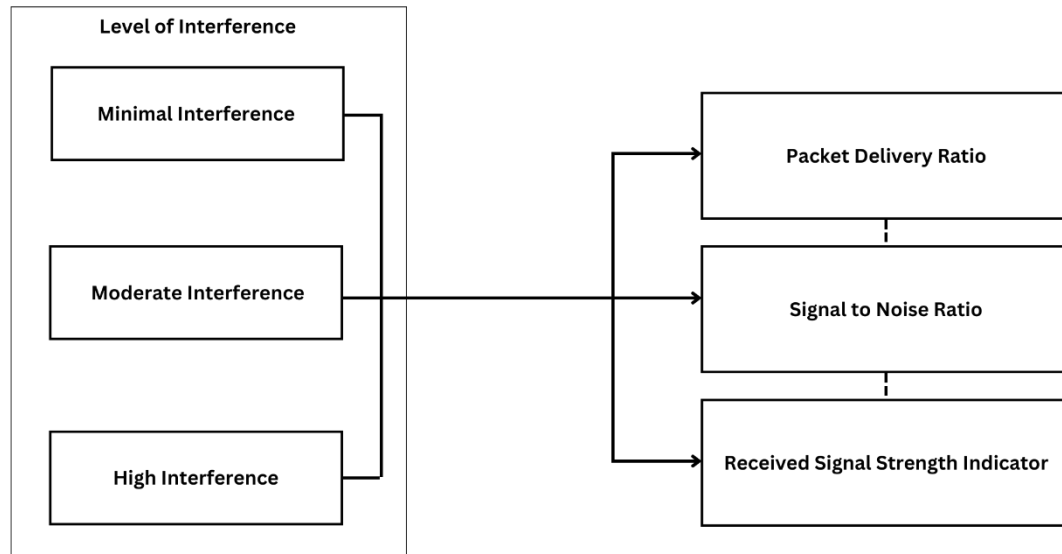 Level of Interference
Minimal Interference
Moderate Interference
High Interference
Packet Delivery Ratio
Signal to Noise Ratio
Received Signal Strength Indicator